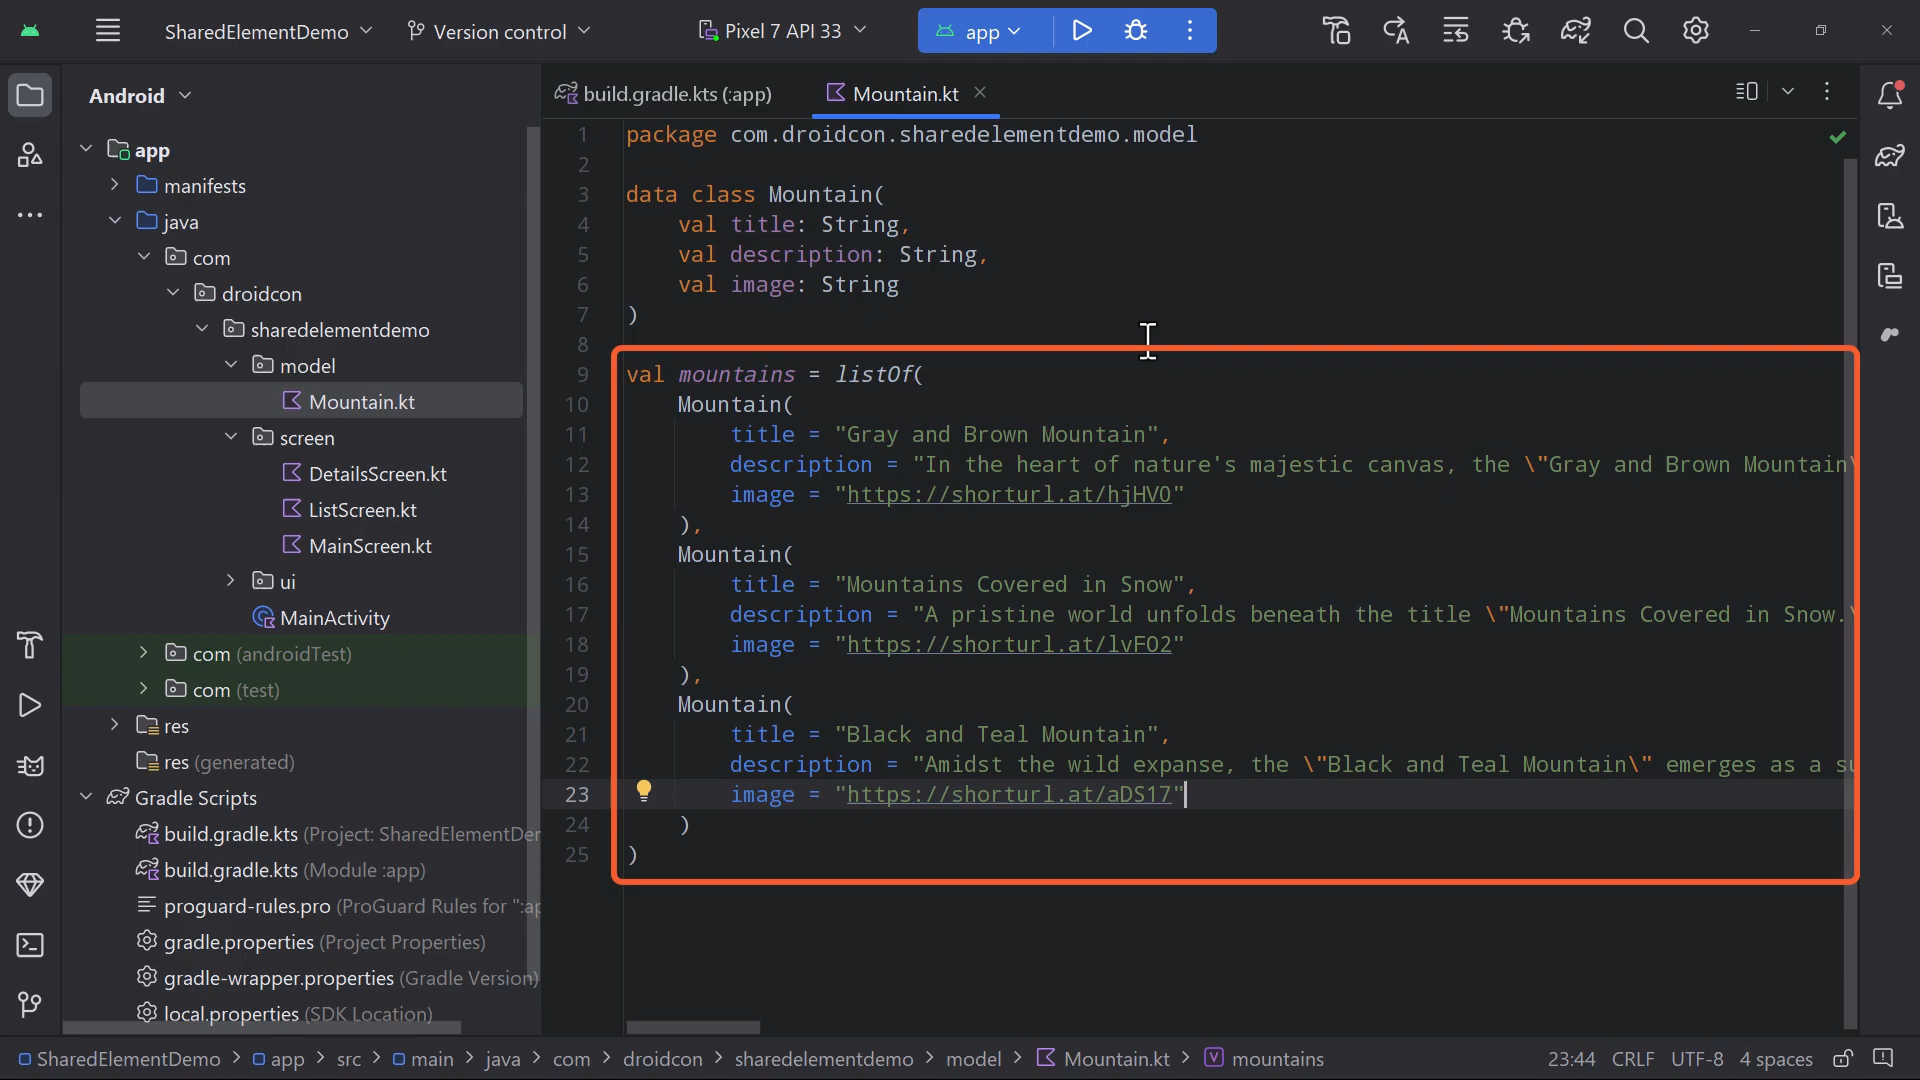 SharedElementDemo
Version control
Pixel 7 API 33
app
Android
app
manifests
java
com
droidcon
sharedelementdemo
model
Mountain.kt
screen
DetailsScreen.kt
ListScreen.kt
MainScreen.kt
ui
MainActivity
com (androidTest)
com (test)
res
res (generated)
Gradle Scripts
build.gradle.kts (Project: SharedElementDer
build.gradle.kts (Module :app)
proguard-rules.pro (ProGuard Rules for ":ap
gradle.properties (Project Properties)
gradle-wrapper.properties (Gradle Version)
local.properties (SDK Location)
build.gradle.kts (:app)
Mountain.kt
1 package com.droidcon.sharedelementdemo.model
2
3 data class Mountain(
4 val title: String,
5 val description: String,
6 val image: String
7 )
8
9 val mountains = listOf(
10 Mountain(
11 title = "Gray and Brown Mountain",
12 description = "In the heart of nature's majestic canvas, the \"Gray and Brown Mountain\
13 image = "https://shorturl.at/hjHV0"
14 ),
15 Mountain(
16 title = "Mountains Covered in Snow",
17 description = "A pristine world unfolds beneath the title \"Mountains Covered in Snow.\
18 image = "https://shorturl.at/lvFO2"
19 ),
20 Mountain(
21 title = "Black and Teal Mountain",
22 description = "Amidst the wild expanse, the \"Black and Teal Mountain\" emerges as a su
23 image = "https://shorturl.at/aDS17"
24 )
25 )
SharedElementDemo > app > src > main > java > com > droidcon > sharedelementdemo > model > Mountain.kt > mountains
23:44 CRLF UTF-8 4 spaces